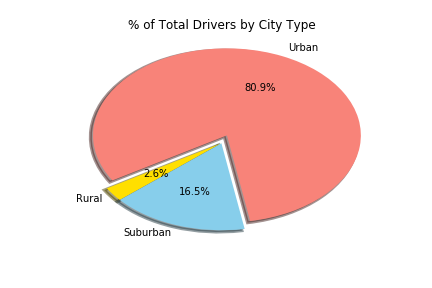 % of Total Drivers by City Type
Urban
80.9%
2.6%
16.5%
Rural
Suburban